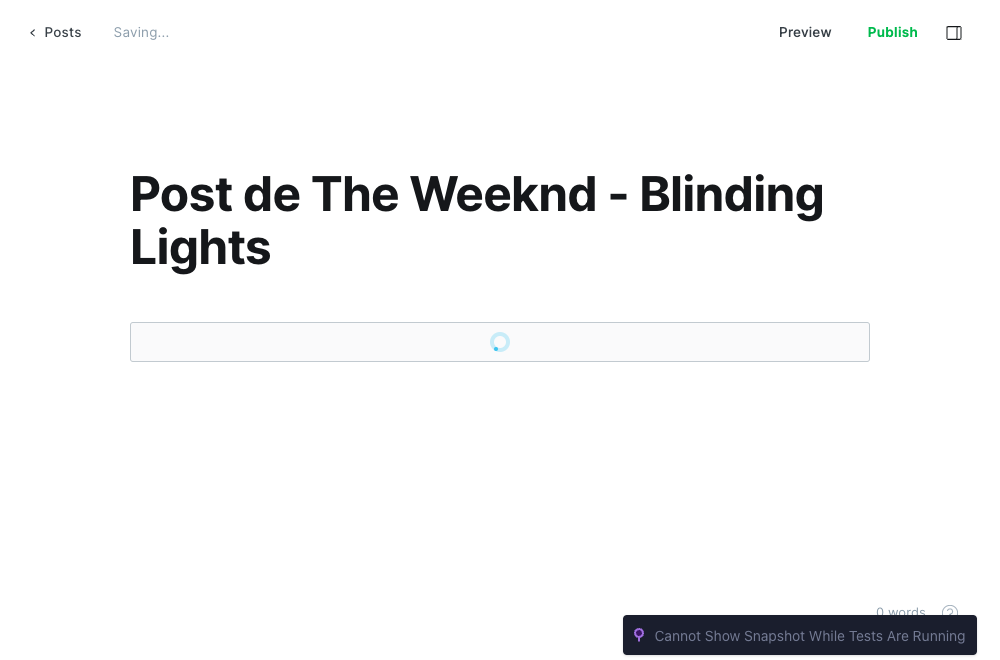 Posts
Saving...
Preview
Publish
Post de The Weeknd - Blinding
Lights
0 words
Cannot Show Snapshot While Tests Are Running